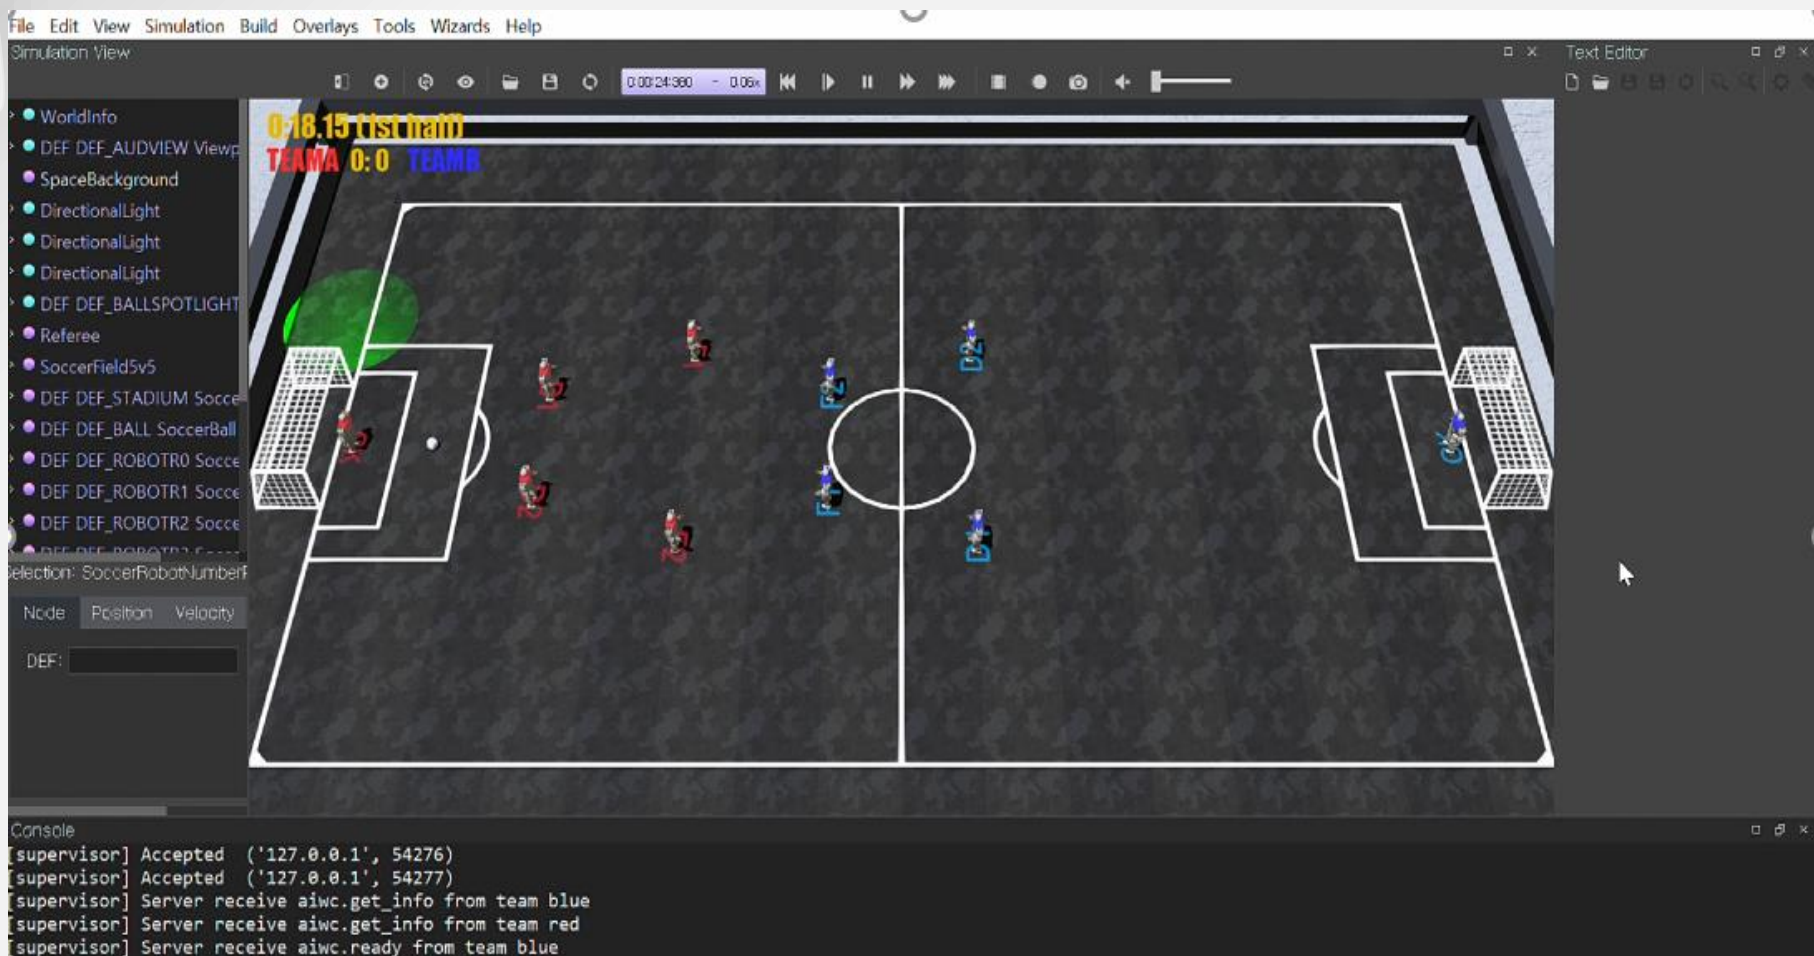 File Edit View Simulation Build Overlays Tools Wizards Help
Simulation View
Text Editor
0:00:24:380 - 0.06x
WorldInfo
DEF DEF_AUDVIEW Viewp
SpaceBackground
DirectionalLight
DirectionalLight
DirectionalLight
DEF DEF_BALLSPOTLIGHT
Referee
SoccerField5v5
DEF DEF_STADIUM Socce
DEF DEF_BALL SoccerBall
DEF DEF_ROBOTR0 Socce
DEF DEF_ROBOTR1 Socce
DEF DEF_ROBOTR2 Socce
Selection: SoccerRobotNumberF
Node Position Velocity
DEF:
0:18.15 (1st half)
TEAMA 0:0 TEAMB
D2
F2
F1
D1
Console
[supervisor] Accepted ('127.0.0.1', 54276)
[supervisor] Accepted ('127.0.0.1', 54277)
[supervisor] Server receive aiwc.get_info from team blue
[supervisor] Server receive aiwc.get_info from team red
[supervisor] Server receive aiwc.ready from team blue